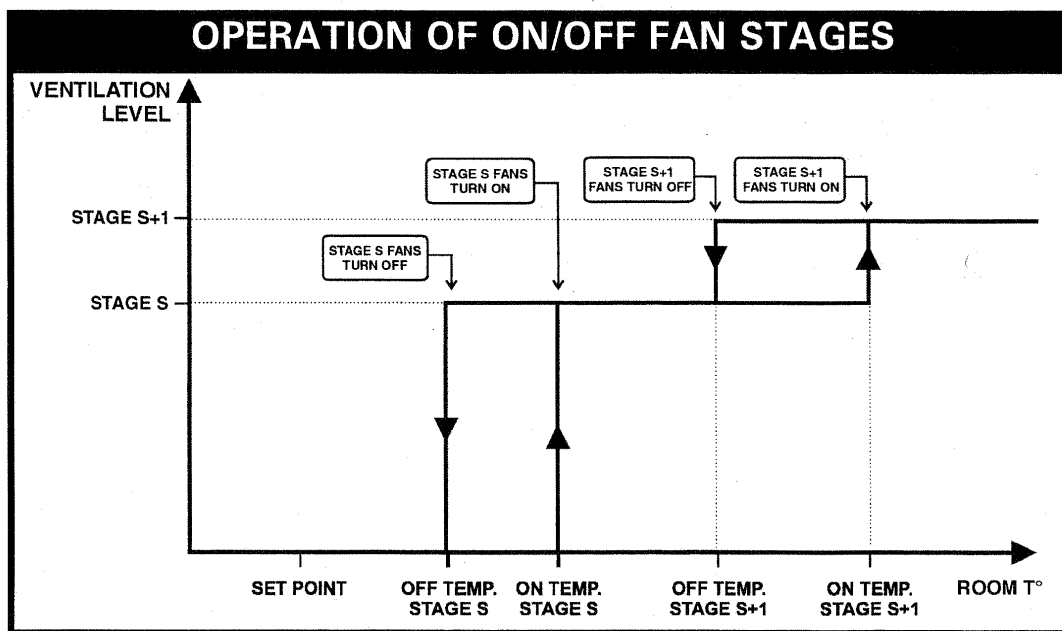 OPERATION OF ON/OFF FAN STAGES
VENTILATION
LEVEL
STAGE S FANS
TURN ON
STAGE S+1
FANS TURN OFF
STAGE S+1
FANS TURN ON
STAGE S+1
STAGE S FANS
TURN OFF
STAGE S
SET POINT
OFF TEMP.
STAGE S
ON TEMP.
STAGE S
OFF TEMP.
STAGE S+1
ON TEMP.
STAGE S+1
ROOM T°